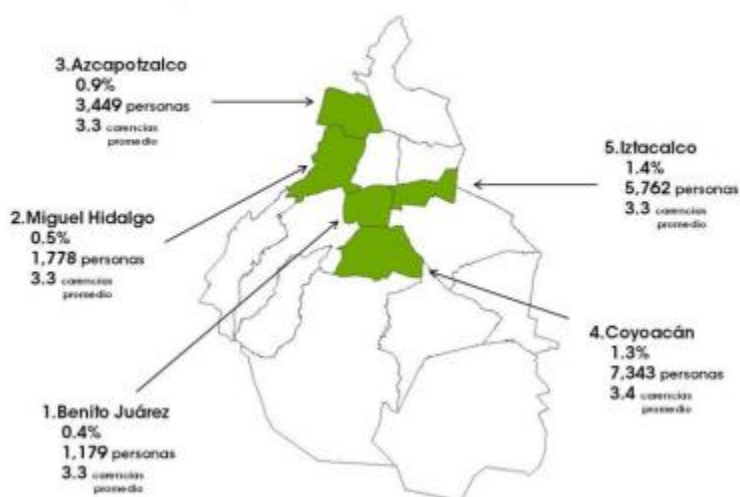 3.Azcapotzalco
0.9%
3,449 personas
3.3 carencias
promedio
2.Miguel Hidalgo
0.5%
1,778 personas
3.3 carencias
promedio
1.Benito Juárez
0.4%
1,179 personas
3.3 carencias
promedio
5.Iztacalco
1.4%
5,762 personas
3.3 carencias
promedio
4.Coyoacán
1.3%
7,343 personas
3.4 carencias
promedio